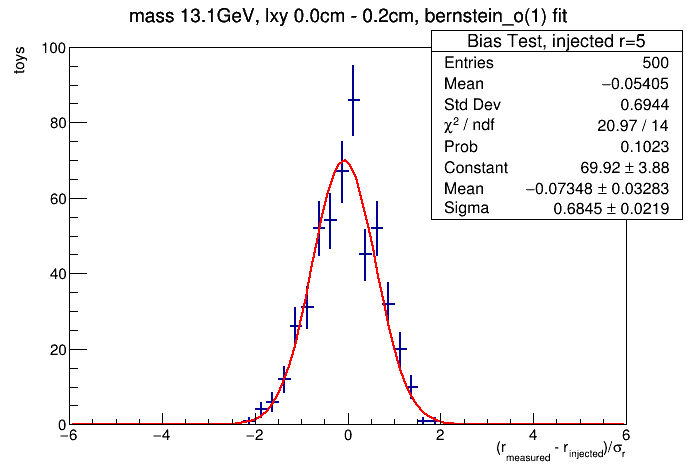 mass 13.1GeV, lxy 0.0cm - 0.2cm, bernstein_o(1) fit
Bias Test, injected r=5
Entries 500
Mean −0.05405
Std Dev 0.6944
χ² / ndf 20.97 / 14
Prob 0.1023
Constant 69.92 ± 3.88
Mean −0.07348 ± 0.03283
Sigma 0.6845 ± 0.0219
toys
100
80
60
40
20
0
−6 −4 −2 0 2 4 6
(r_measured - r_injected)/σ_r